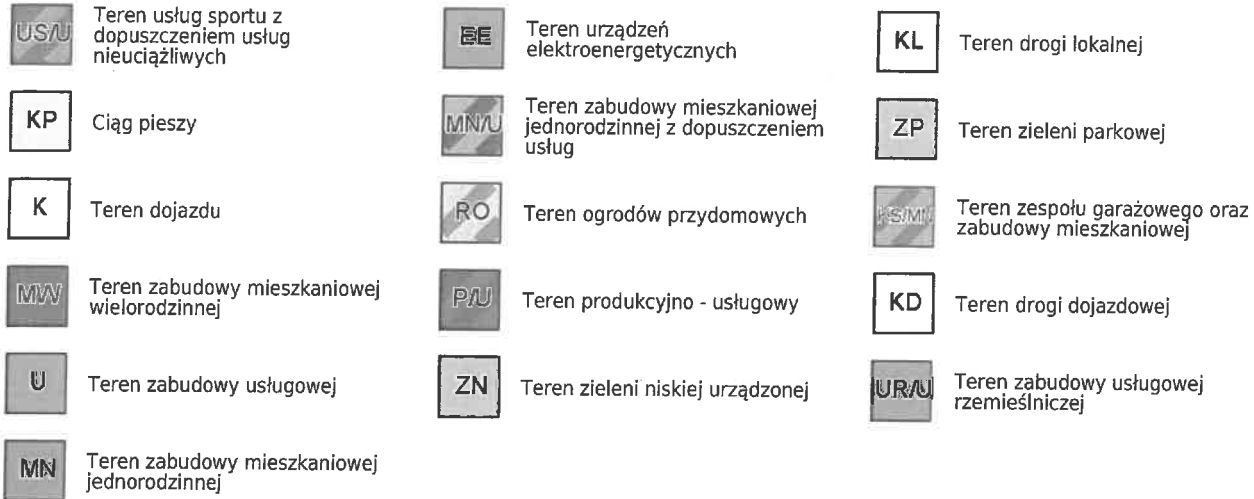 US/U
Teren usług sportu z
dopuszczeniem usług
nieuciążliwych
KP
Ciąg pieszy
K
Teren dojazdu
MW
Teren zabudowy mieszkaniowej
wielorodzinnej
U
Teren zabudowy usługowej
MN
Teren zabudowy mieszkaniowej
jednorodzinnej
EE
Teren urządzeń
elektroenergetycznych
MN/U
Teren zabudowy mieszkaniowej
jednorodzinnej z dopuszczeniem
usług
RO
Teren ogrodów przydomowych
P/U
Teren produkcyjno - usługowy
ZN
Teren zieleni niskiej urządzonej
KL
Teren drogi lokalnej
ZP
Teren zieleni parkowej
KS/MN
Teren zespołu garażowego oraz
zabudowy mieszkaniowej
KD
Teren drogi dojazdowej
UR/U
Teren zabudowy usługowej
rzemieślniczej